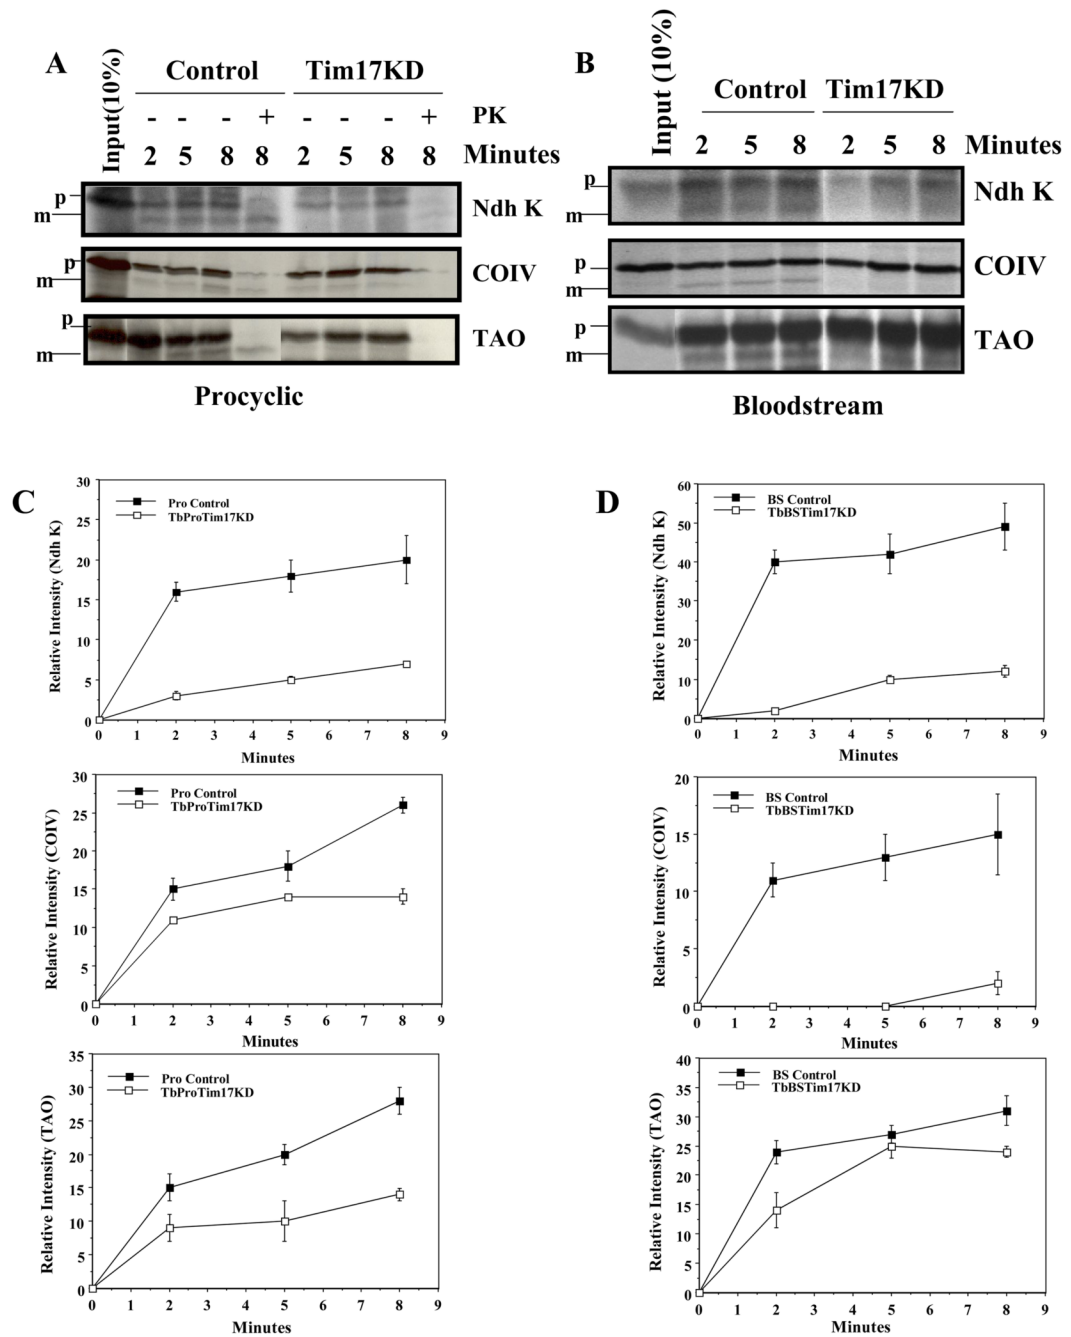 A
Input(10%)
Control
Tim17KD
- - - + - - - + PK
2 5 8 8 2 5 8 8 Minutes
p
m
Ndh K
p
m
COIV
p
m
TAO
Procyclic
B
Input (10%)
Control
Tim17KD
2 5 8 2 5 8 Minutes
p
m
Ndh K
p
m
COIV
p
m
TAO
Bloodstream
C
Relative Intensity (Ndh K)
30
25
20
15
10
5
0
Pro Control
TbProTim17KD
0 1 2 3 4 5 6 7 8 9
Minutes
Relative Intensity (COIV)
30
25
20
15
10
5
0
Pro Control
TbProTim17KD
0 1 2 3 4 5 6 7 8 9
Minutes
Relative Intensity (TAO)
35
30
25
20
15
10
5
0
Pro Control
TbProTim17KD
0 1 2 3 4 5 6 7 8 9
Minutes
D
Relative Intensity (Ndh K)
60
50
40
30
20
10
0
BS Control
TbBSTim17KD
0 1 2 3 4 5 6 7 8 9
Minutes
Relative Intensity (COIV)
20
15
10
5
0
BS Control
TbBSTim17KD
0 1 2 3 4 5 6 7 8 9
Minutes
Relative Intensity (TAO)
40
35
30
25
20
15
10
5
0
BS Control
TbBSTim17KD
0 1 2 3 4 5 6 7 8 9
Minutes